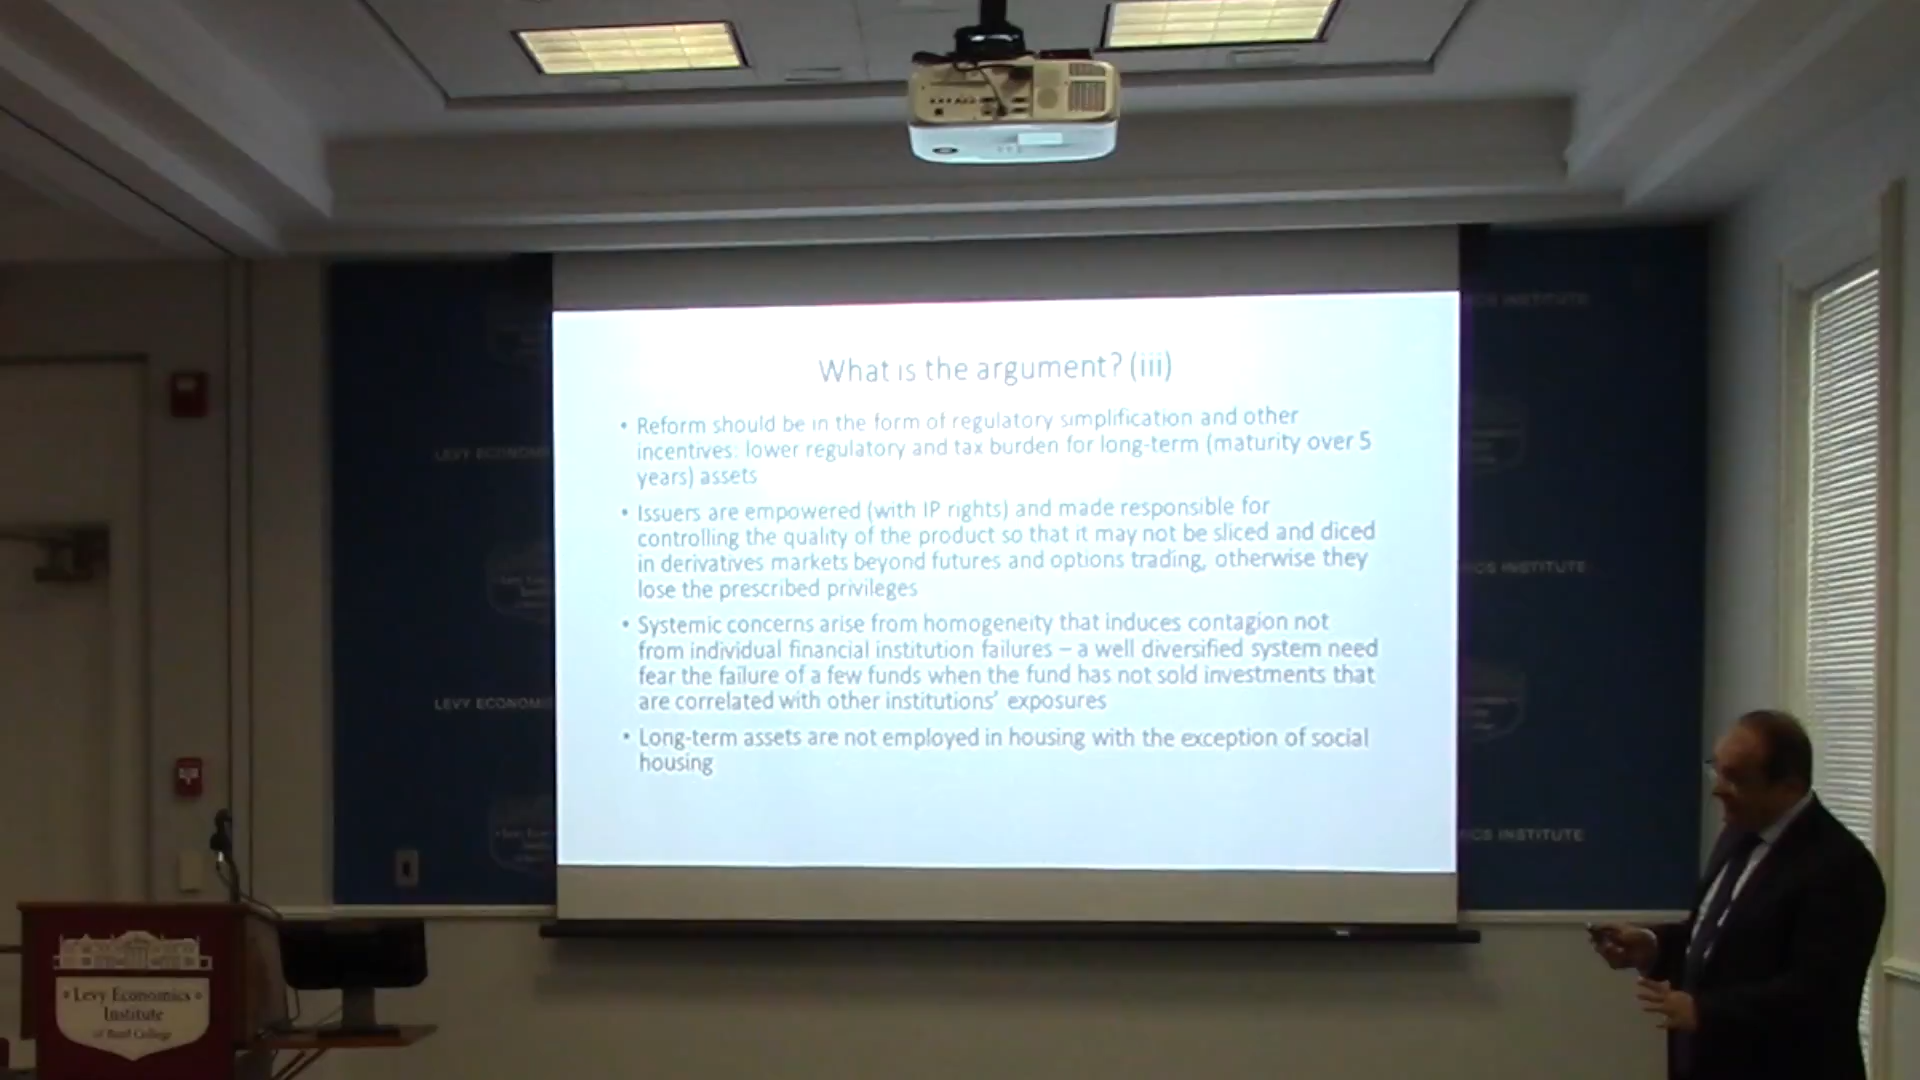 What is the argument? (iii)
• Reform should be in the form of regulatory simplification and other
incentives: lower regulatory and tax burden for long-term (maturity over 5
years) assets
• Issuers are empowered (with IP rights) and made responsible for
controlling the quality of the product so that it may not be sliced and diced
in derivatives markets beyond futures and options trading, otherwise they
lose the prescribed privileges
• Systemic concerns arise from homogeneity that induces contagion not
from individual financial institution failures – a well diversified system need
fear the failure of a few funds when the fund has not sold investments that
are correlated with other institutions' exposures
• Long-term assets are not employed in housing with the exception of social
housing
CS INSTITUTE
LEVY ECONOM
ICS INSTITUTE
LEVY ECONOMI
ICS INSTITUTE
Levy Economics
Institute
of Bard College